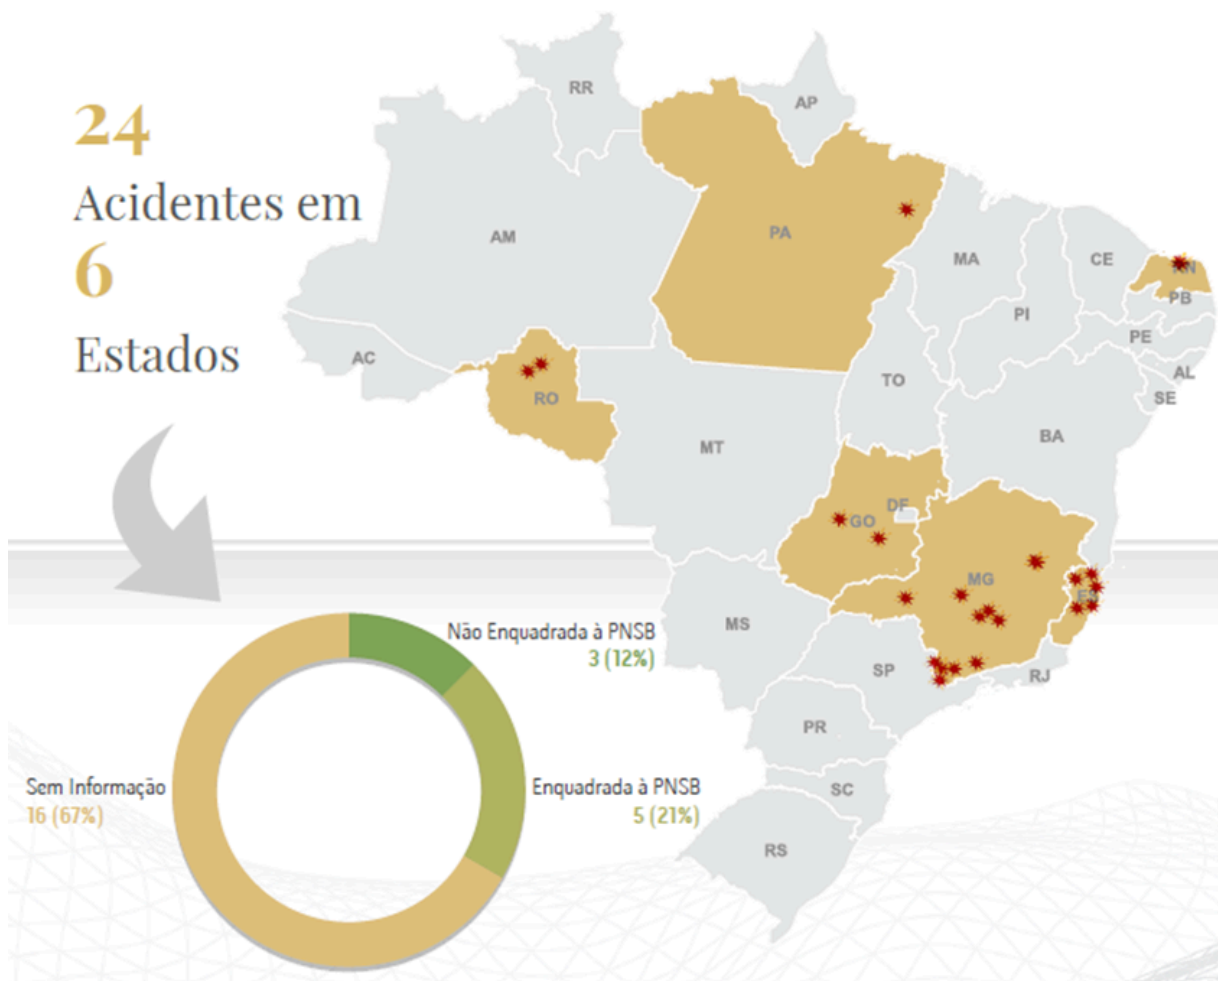 24
Acidentes em
6
Estados
RR
AP
AM
PA
MA
CE
RN
PB
PI
PE
AC
AL
TO
SE
RO
BA
MT
DF
GO
MG
ES
MS
SP
RJ
PR
SC
RS
Não Enquadrada à PNSB
3 (12%)
Sem Informação
16 (67%)
Enquadrada à PNSB
5 (21%)